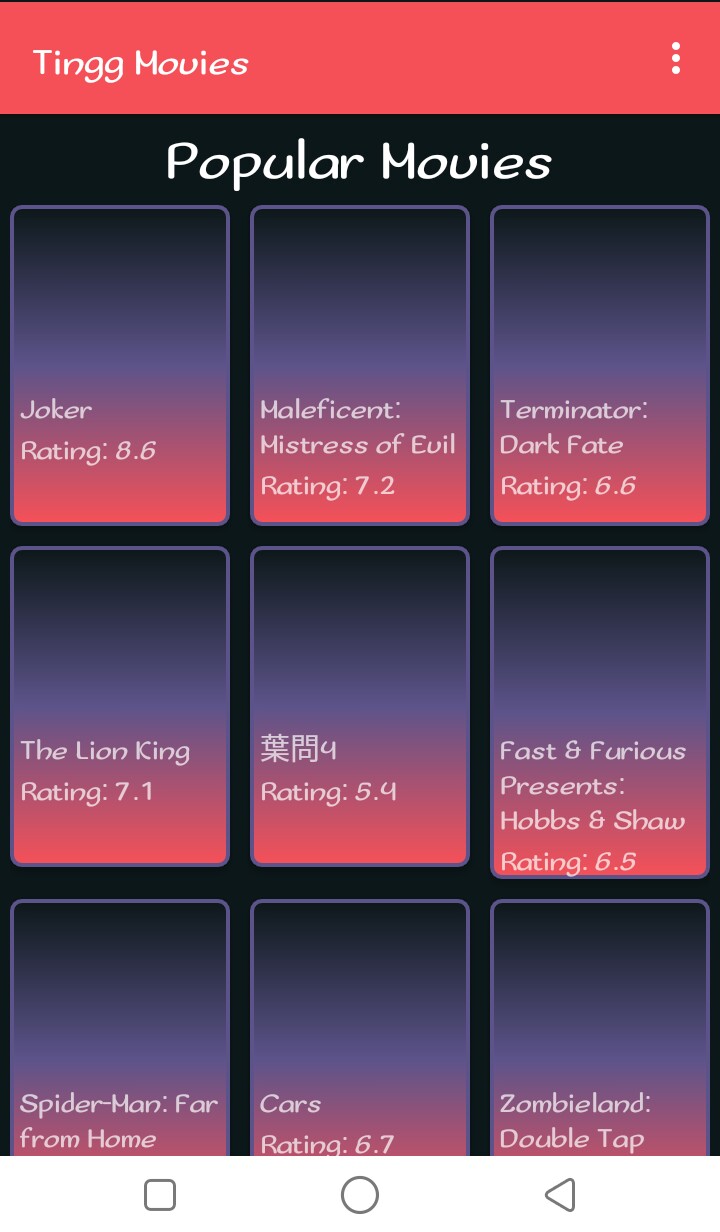 Tingg Movies
Popular Movies
Joker
Rating: 8.6
Maleficent:
Mistress of Evil
Rating: 7.2
Terminator:
Dark Fate
Rating: 6.6
The Lion King
Rating: 7.1
葉問4
Rating: 5.4
Fast & Furious
Presents:
Hobbs & Shaw
Rating: 6.5
Spider-Man: Far
from Home
Cars
Rating: 6.7
Zombieland:
Double Tap